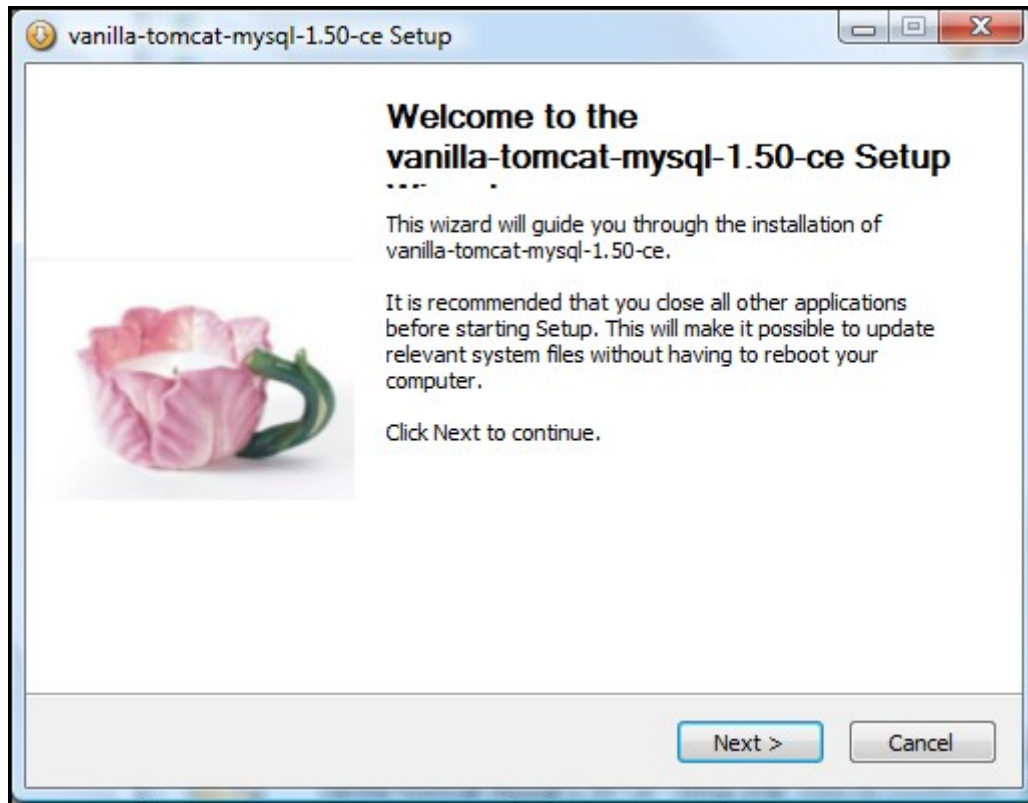 vanilla-tomcat-mysql-1.50-ce Setup
Welcome to the
vanilla-tomcat-mysql-1.50-ce Setup
This wizard will guide you through the installation of
vanilla-tomcat-mysql-1.50-ce.
It is recommended that you close all other applications
before starting Setup. This will make it possible to update
relevant system files without having to reboot your
computer.
Click Next to continue.
Next >
Cancel